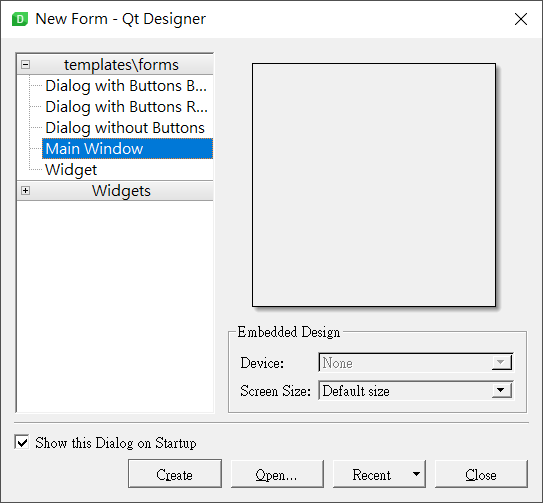 New Form - Qt Designer
templates\forms
Dialog with Buttons B...
Dialog with Buttons R...
Dialog without Buttons
Main Window
Widget
Widgets
Embedded Design
Device: None
Screen Size: Default size
Show this Dialog on Startup
Create Open... Recent Close